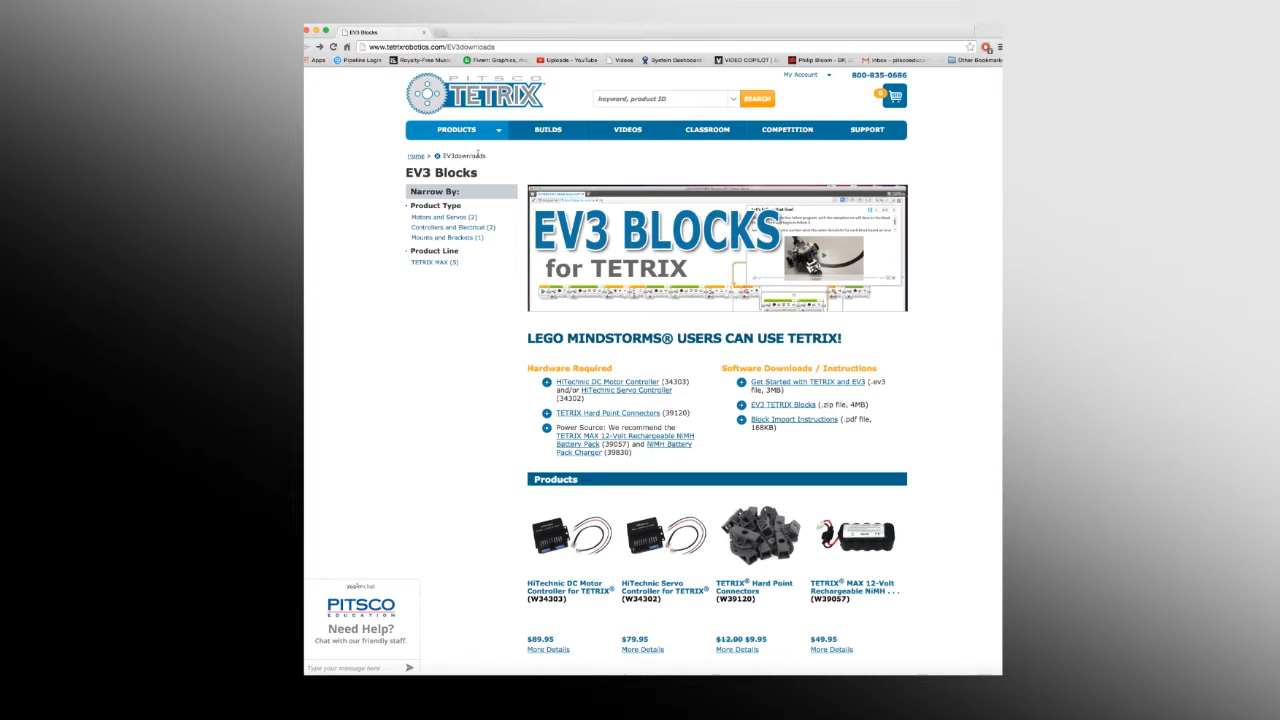 EV3 Blocks
www.tetrixrobotics.com/EV3downloads
Apps Pipeline Login Royalty-Free Music Fiverr: Graphics, m Uploads - YouTube Videos System Dashboard VIDEO COPILOT | A Philip Bloom - DP, Inbox - pitscoeduc Other Bookmark
My Account 800-835-0686
PITSCO
TETRIX
keyword, product ID SEARCH
0
PRODUCTS BUILDS VIDEOS CLASSROOM COMPETITION SUPPORT
Home > EV3downloads
EV3 Blocks
Narrow By:
Product Type
Motors and Servos (2)
Controllers and Electrical (2)
Mounts and Brackets (1)
Product Line
TETRIX MAX (5)
EV3 BLOCKS
for TETRIX
LEGO MINDSTORMS® USERS CAN USE TETRIX!
Hardware Required
HiTechnic DC Motor Controller (34303)
and/or HiTechnic Servo Controller
(34302)
TETRIX Hard Point Connectors (39120)
Power Source: We recommend the
TETRIX MAX 12-Volt Rechargeable NiMH
Battery Pack (39057) and NiMH Battery
Pack Charger (39830)
Software Downloads / Instructions
Get Started with TETRIX and EV3 (.ev3
file, 3MB)
EV3 TETRIX Blocks (.zip file, 4MB)
Block Import Instructions (.pdf file,
168KB)
Products
HiTechnic DC Motor
Controller for TETRIX®
(W34303)
$89.95
More Details
HiTechnic Servo
Controller for TETRIX®
(W34302)
$79.95
More Details
TETRIX® Hard Point
Connectors
(W39120)
$12.00 $9.95
More Details
TETRIX® MAX 12-Volt
Rechargeable NiMH . . .
(W39057)
$49.95
More Details
PITSCO
EDUCATION
Need Help?
Chat with our friendly staff.
Type your message here